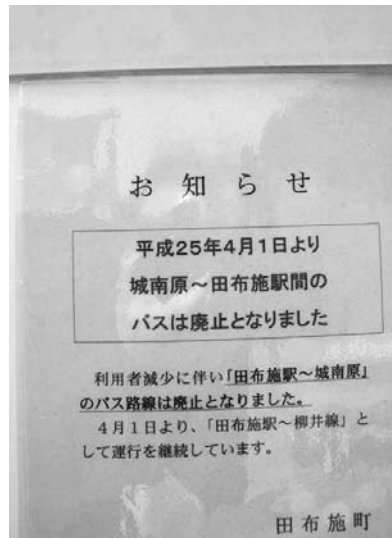 お知らせ
平成25年4月1日より
城南原～田布施駅間の
バスは廃止となりました
利用者減少に伴い「田布施駅～城南原」
のバス路線は廃止となりました。
4月1日より、「田布施駅～柳井線」と
して運行を継続しています。
田布施町